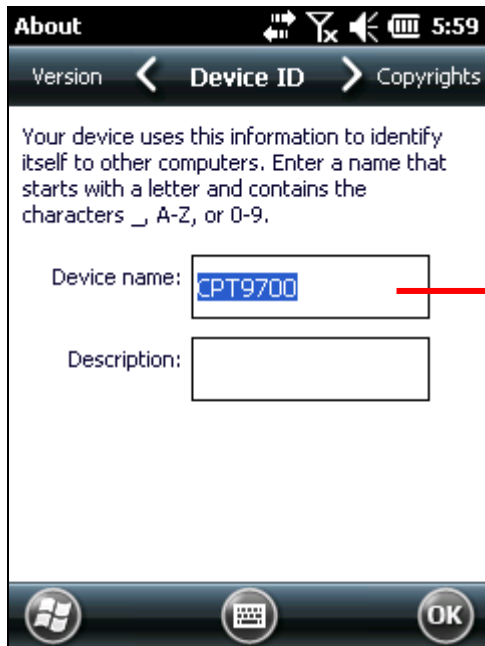 About 5:59
Version Device ID Copyrights
Your device uses this information to identify
itself to other computers. Enter a name that
starts with a letter and contains the
characters _, A-Z, or 0-9.
Device name: CPT9700
Description:
OK